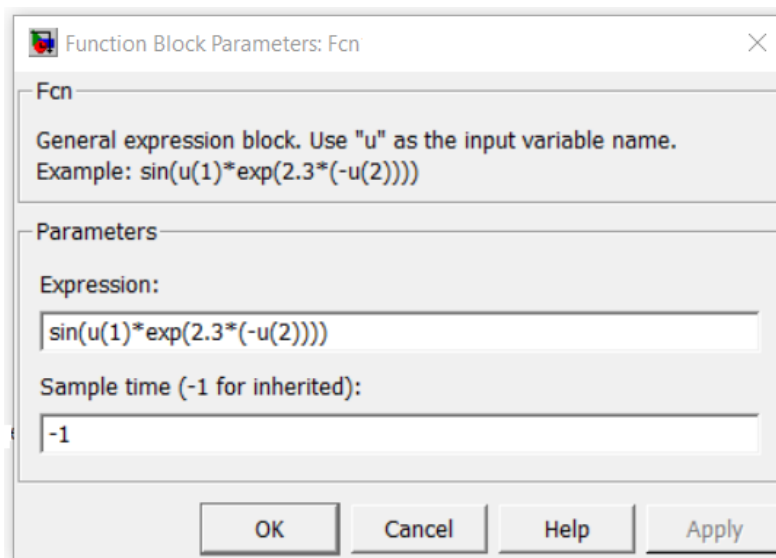 Function Block Parameters: Fcn
Fcn
General expression block. Use "u" as the input variable name.
Example: sin(u(1)*exp(2.3*(-u(2))))
Parameters
Expression:
sin(u(1)*exp(2.3*(-u(2))))
Sample time (-1 for inherited):
-1
OK Cancel Help Apply